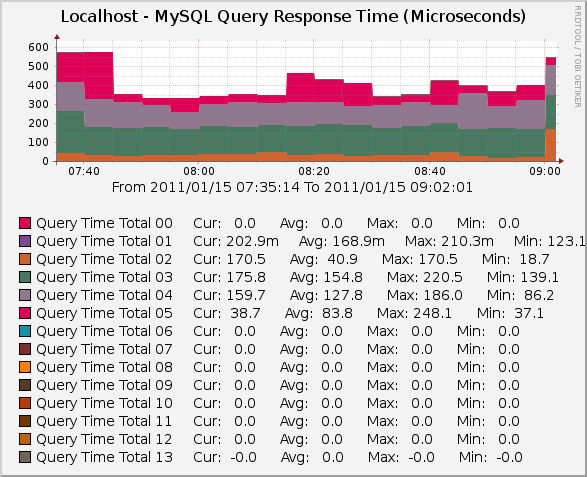 Localhost - MySQL Query Response Time (Microseconds)
RRDTOOL / TOBI OETIKER
600
500
400
300
200
100
0
07:40 08:00 08:20 08:40 09:00
From 2011/01/15 07:35:14 To 2011/01/15 09:02:01
Query Time Total 00 Cur: 0.0 Avg: 0.0 Max: 0.0 Min: 0.0
Query Time Total 01 Cur: 202.9m Avg: 168.9m Max: 210.3m Min: 123.1
Query Time Total 02 Cur: 170.5 Avg: 40.9 Max: 170.5 Min: 18.7
Query Time Total 03 Cur: 175.8 Avg: 154.8 Max: 220.5 Min: 139.1
Query Time Total 04 Cur: 159.7 Avg: 127.8 Max: 186.0 Min: 86.2
Query Time Total 05 Cur: 38.7 Avg: 83.8 Max: 248.1 Min: 37.1
Query Time Total 06 Cur: 0.0 Avg: 0.0 Max: 0.0 Min: 0.0
Query Time Total 07 Cur: 0.0 Avg: 0.0 Max: 0.0 Min: 0.0
Query Time Total 08 Cur: 0.0 Avg: 0.0 Max: 0.0 Min: 0.0
Query Time Total 09 Cur: 0.0 Avg: 0.0 Max: 0.0 Min: 0.0
Query Time Total 10 Cur: 0.0 Avg: 0.0 Max: 0.0 Min: 0.0
Query Time Total 11 Cur: 0.0 Avg: 0.0 Max: 0.0 Min: 0.0
Query Time Total 12 Cur: 0.0 Avg: 0.0 Max: 0.0 Min: 0.0
Query Time Total 13 Cur: -0.0 Avg: 0.0 Max: -0.0 Min: -0.0